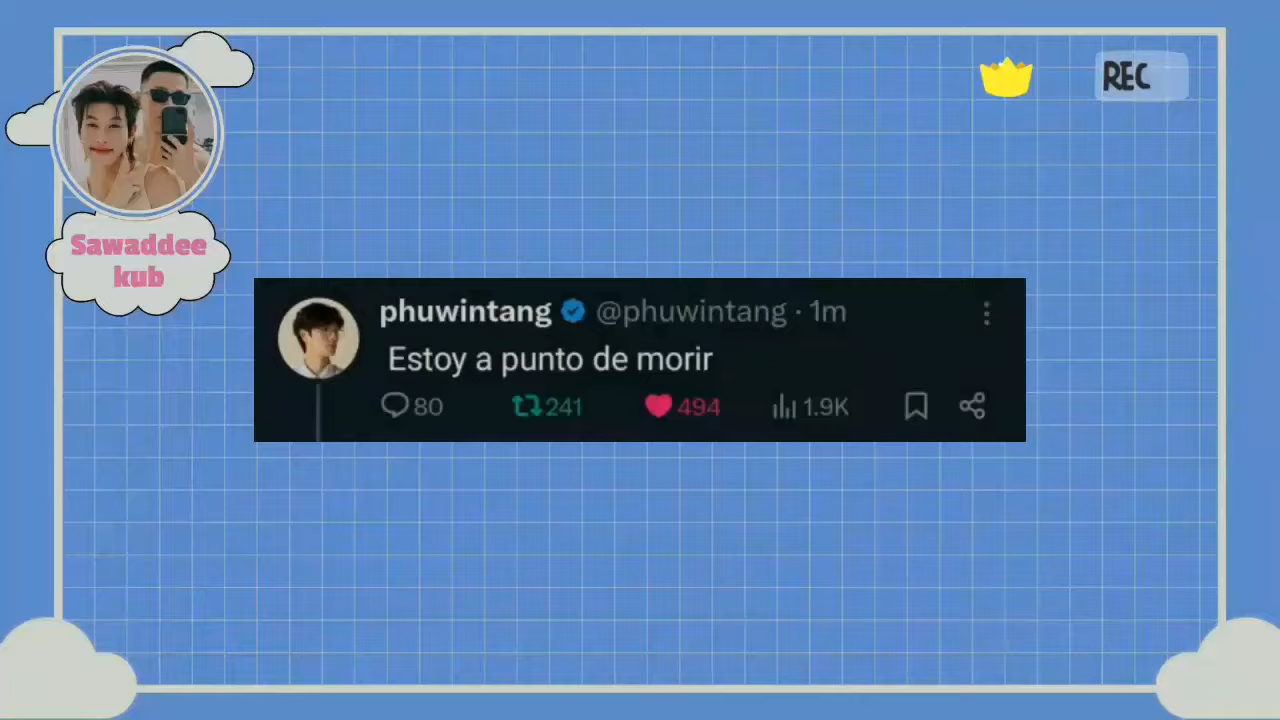 REC
Sawaddee
kub
phuwintang @phuwintang · 1m
Estoy a punto de morir
80 241 494 1.9K